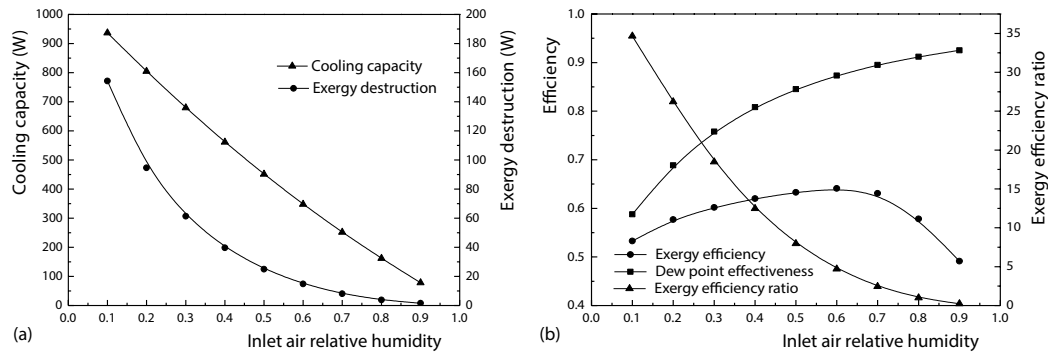 Cooling capacity (W)
1000
900
800
700
600
500
400
300
200
100
0
Cooling capacity
Exergy destruction
200
180
160
140
120
100
80
60
40
20
0
Exergy destruction (W)
0.0 0.1 0.2 0.3 0.4 0.5 0.6 0.7 0.8 0.9 1.0
(a)
Inlet air relative humidity
Efficiency
1.0
0.9
0.8
0.7
0.6
0.5
0.4
Exergy efficiency
Dew point effectiveness
Exergy efficiency ratio
35
30
25
20
15
10
5
0
Exergy efficiency ratio
0.0 0.1 0.2 0.3 0.4 0.5 0.6 0.7 0.8 0.9 1.0
(b)
Inlet air relative humidity